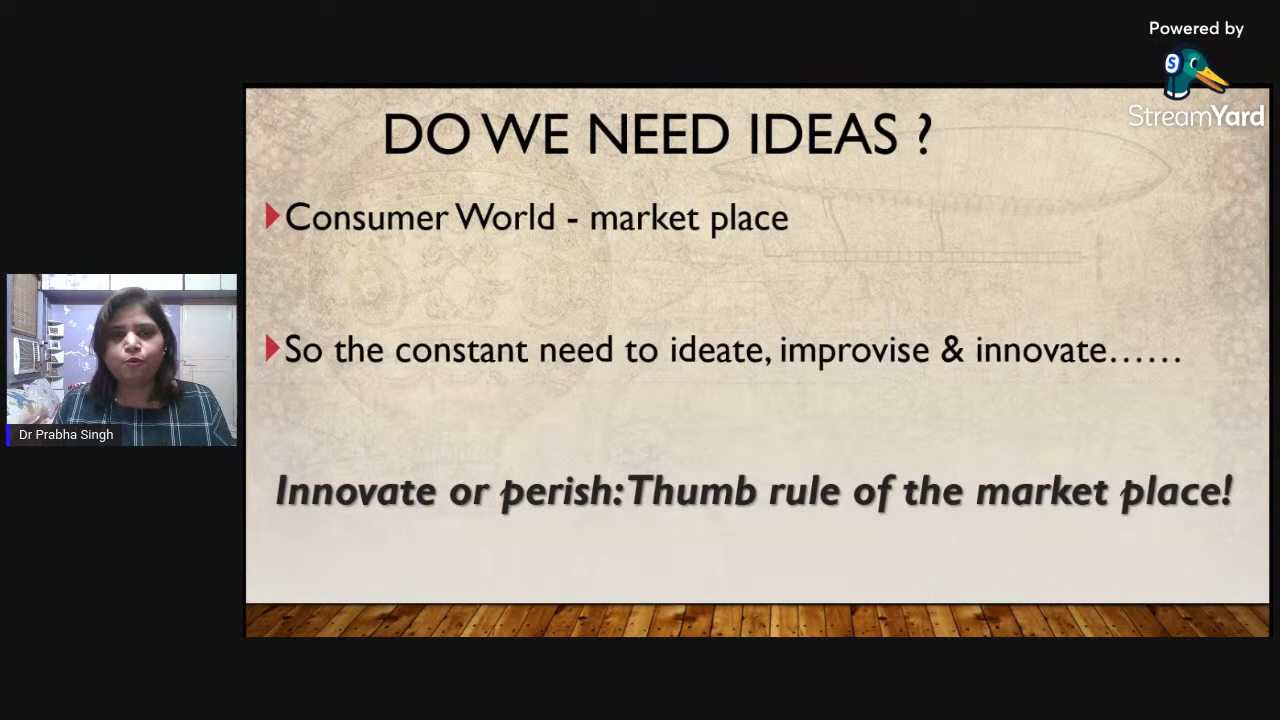 Powered by
S
StreamYard
DO WE NEED IDEAS ?
Consumer World - market place
So the constant need to ideate, improvise & innovate......
Innovate or perish: Thumb rule of the market place!
Dr Prabha Singh